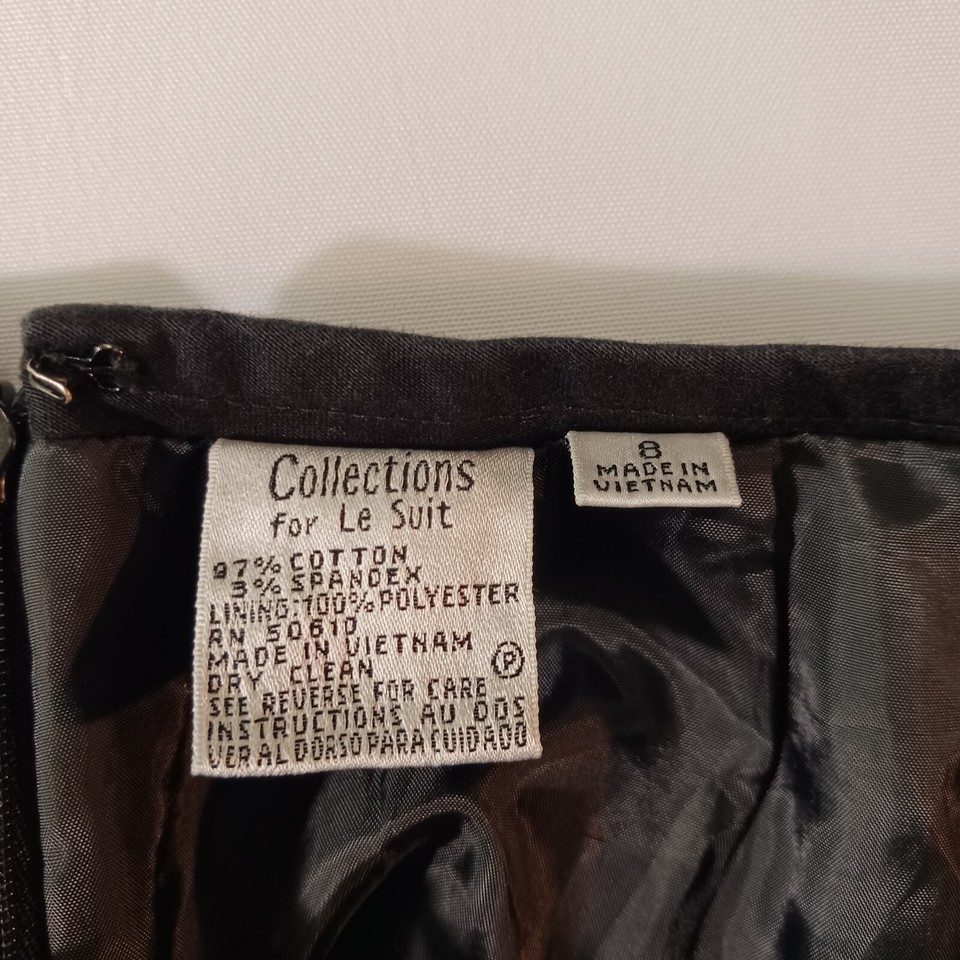 Collections
for Le Suit
97% COTTON
3% SPANDEX
LINING:100% POLYESTER
RN 50610
MADE IN VIETNAM
DRY CLEAN
P
SEE REVERSE FOR CARE
INSTRUCTIONS AU DOS
VER AL DORSO PARA CUIDADO
8
MADE IN
VIETNAM